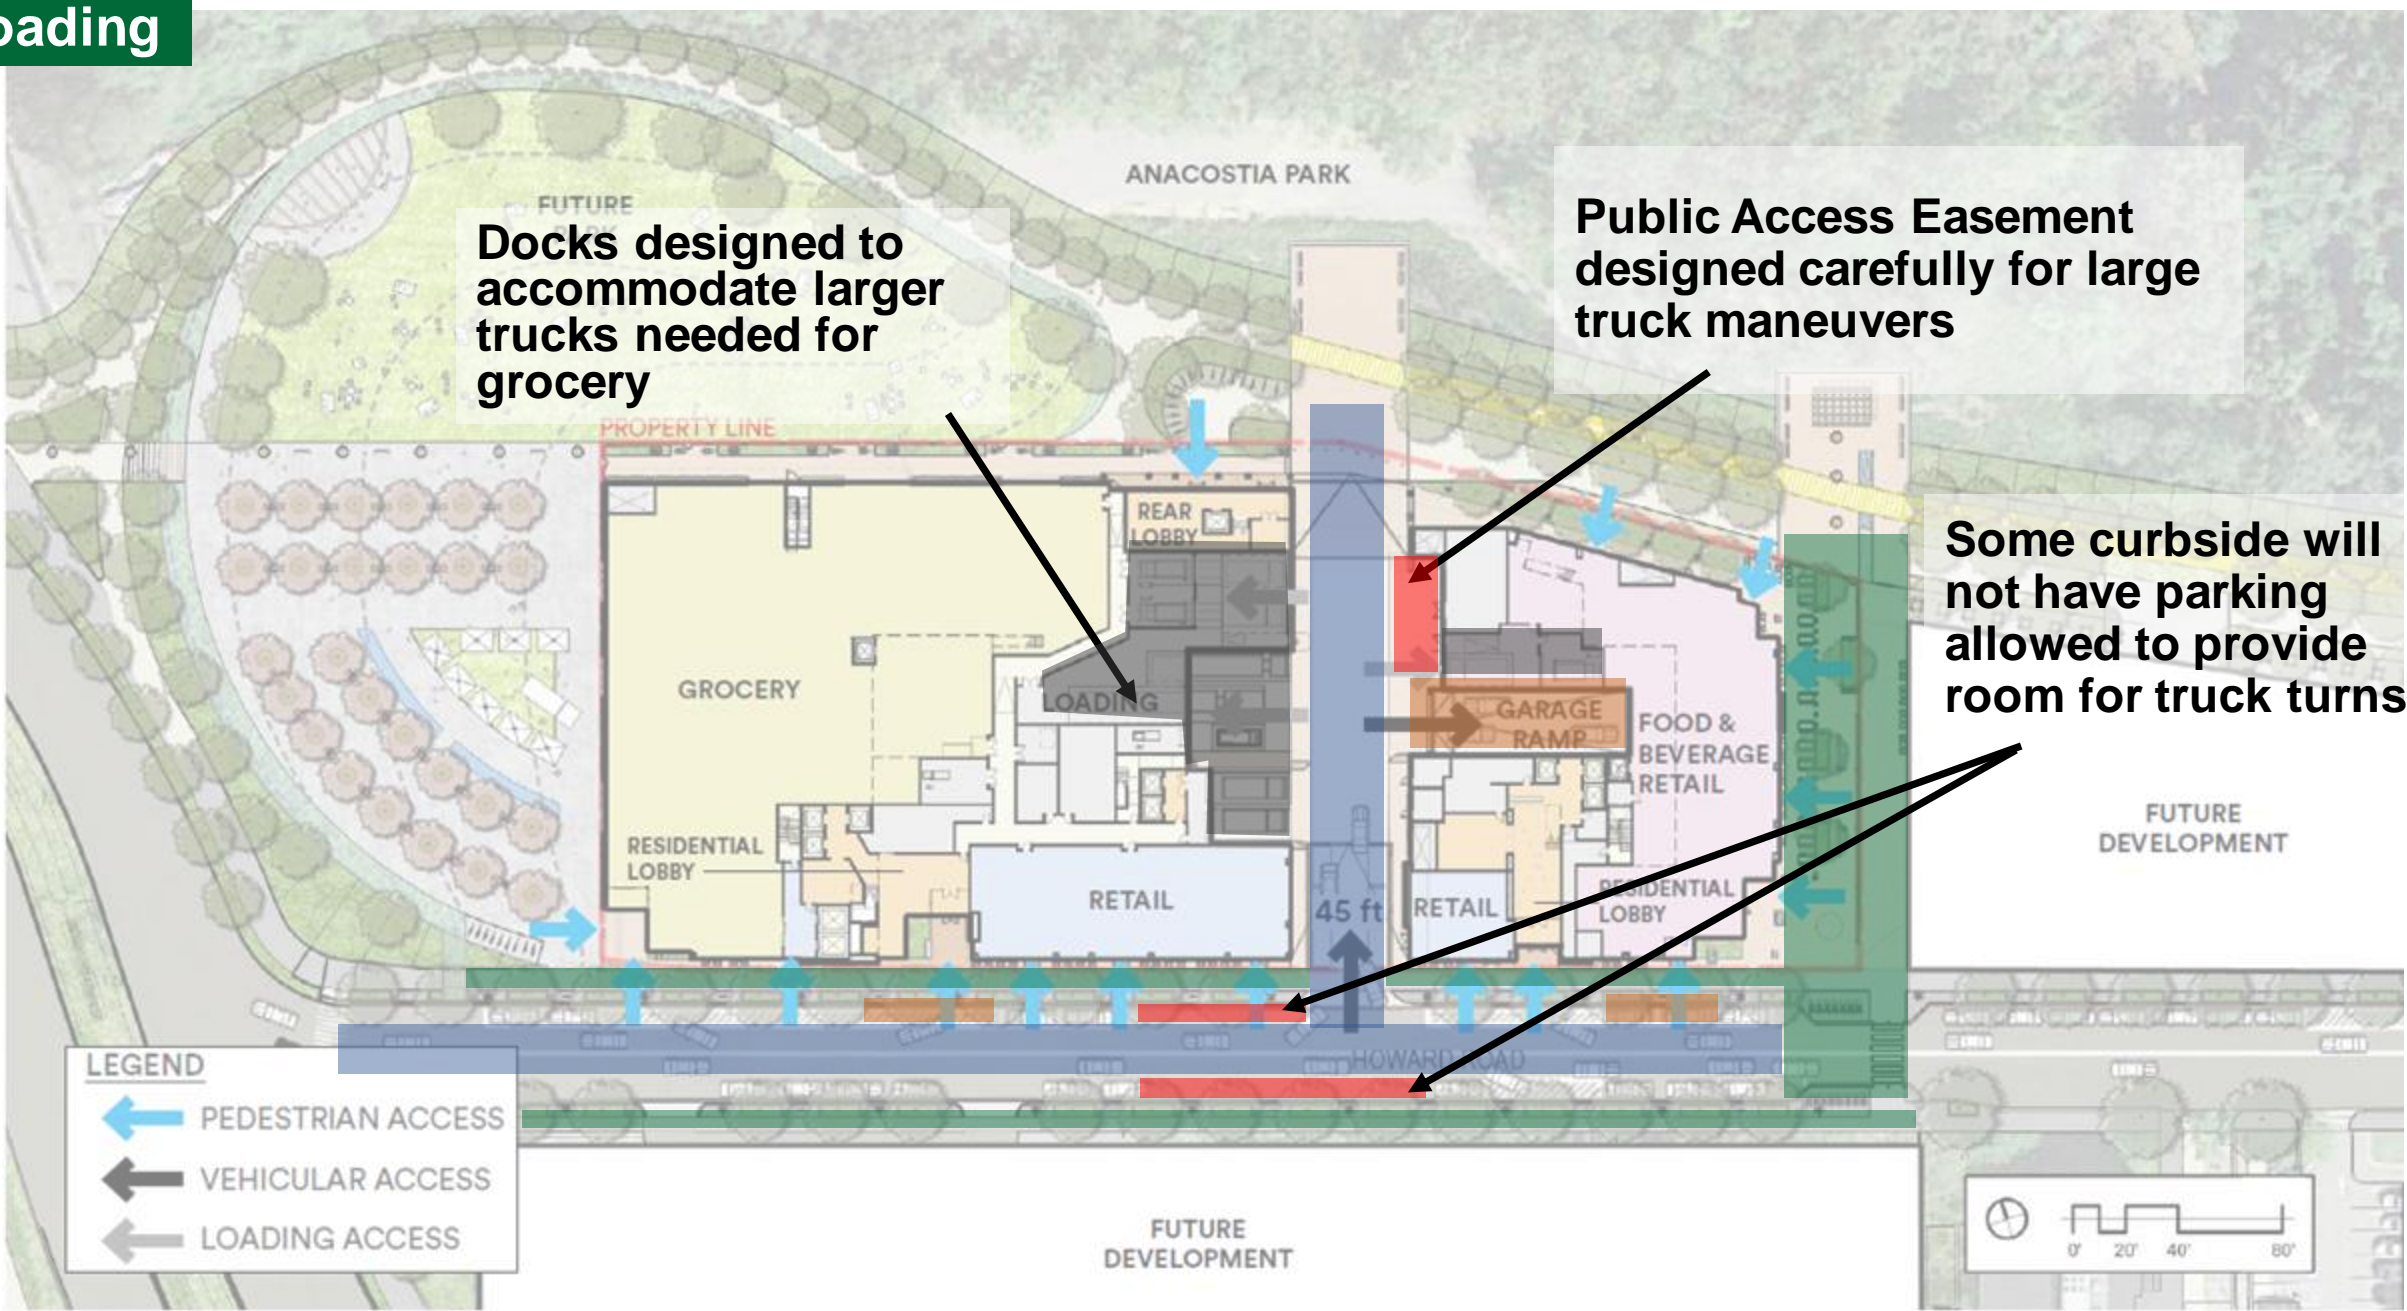 oading
ANACOSTIA PARK
FUTURE
Docks designed to
accommodate larger
trucks needed for
grocery
Public Access Easement
designed carefully for large
truck maneuvers
Some curbside will
not have parking
allowed to provide
room for truck turns
PROPERTY LINE
REAR
LOBBY
GROCERY
LOADING
GARAGE
RAMP
FOOD &
BEVERAGE
RETAIL
RESIDENTIAL
LOBBY
RETAIL
45 ft
RETAIL
RESIDENTIAL
LOBBY
FUTURE
DEVELOPMENT
HOWARD ROAD
LEGEND
PEDESTRIAN ACCESS
VEHICULAR ACCESS
LOADING ACCESS
FUTURE
DEVELOPMENT
0' 20' 40' 80'